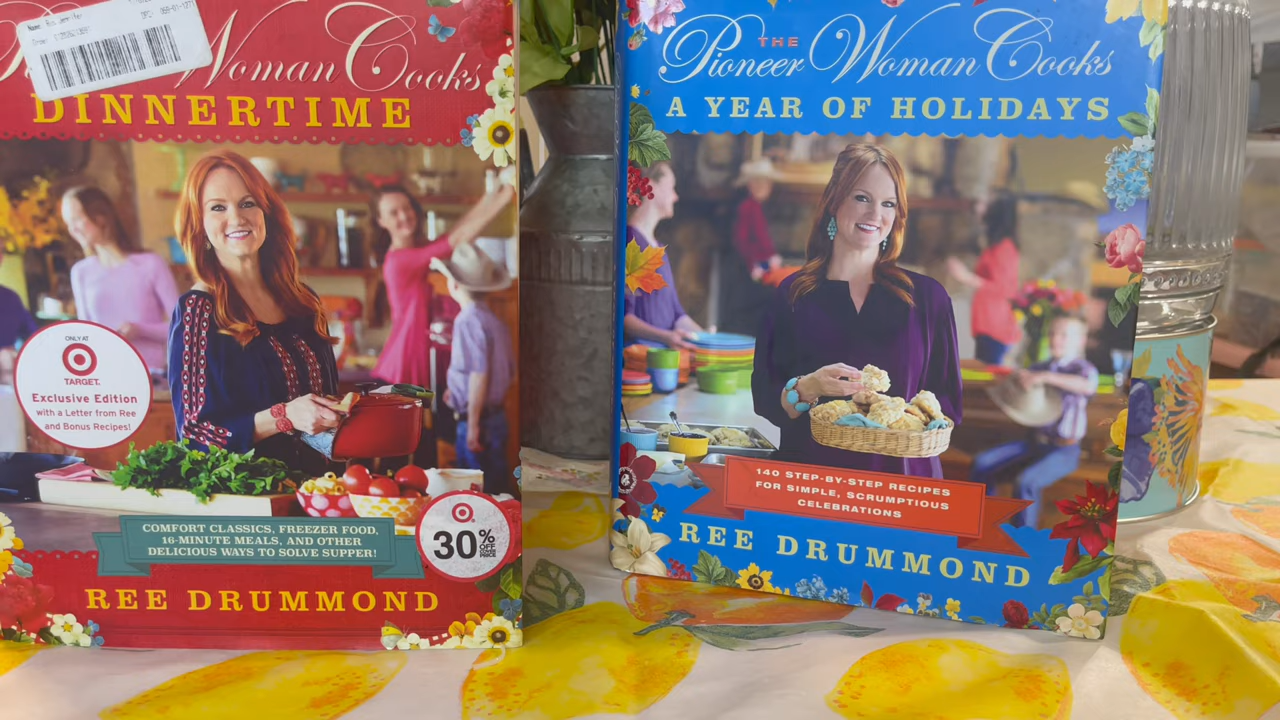 Woman Cooks
DINNERTIME
ONLY AT
TARGET.
Exclusive Edition
with a Letter from Ree
and Bonus Recipes!
COMFORT CLASSICS, FREEZER FOOD,
16-MINUTE MEALS, AND OTHER
DELICIOUS WAYS TO SOLVE SUPPER!
30% OFF
REE DRUMMOND
THE
Pioneer Woman Cooks
A YEAR OF HOLIDAYS
140 STEP-BY-STEP RECIPES
FOR SIMPLE, SCRUMPTIOUS
CELEBRATIONS
REE DRUMMOND